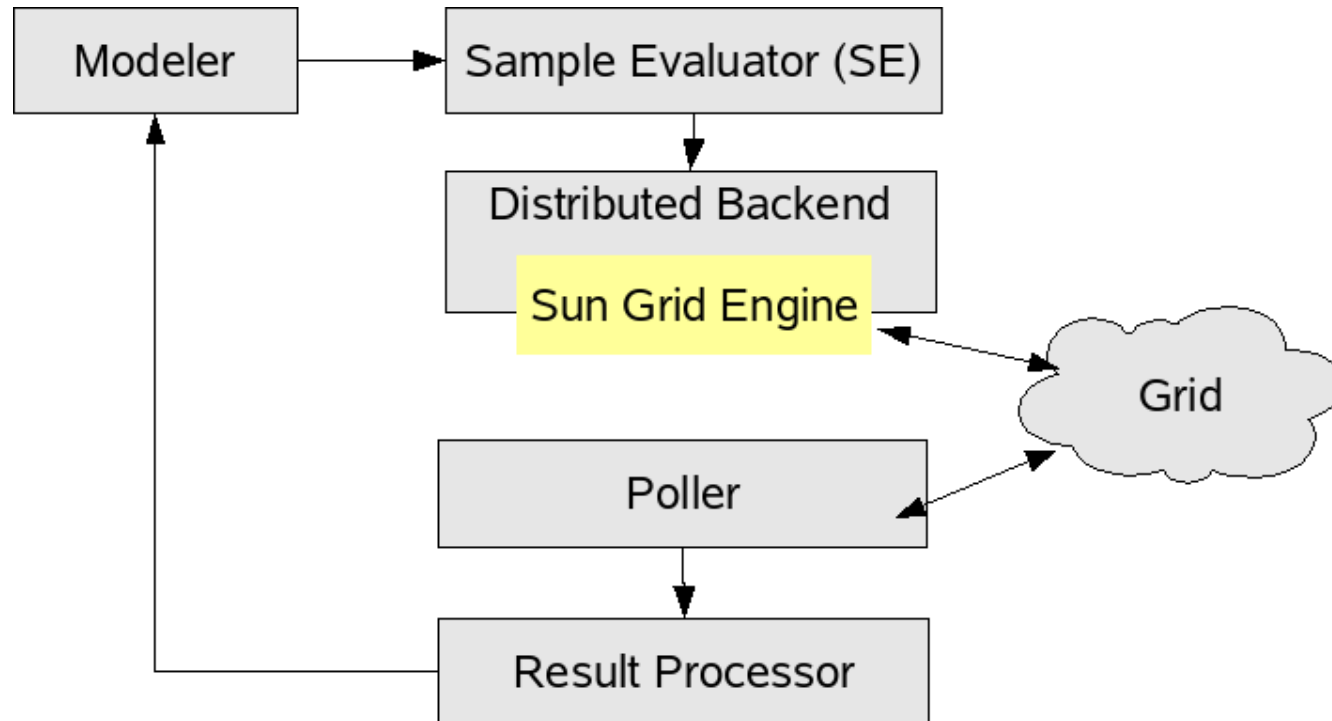 Modeler
Sample Evaluator (SE)
Distributed Backend
Sun Grid Engine
Grid
Poller
Result Processor